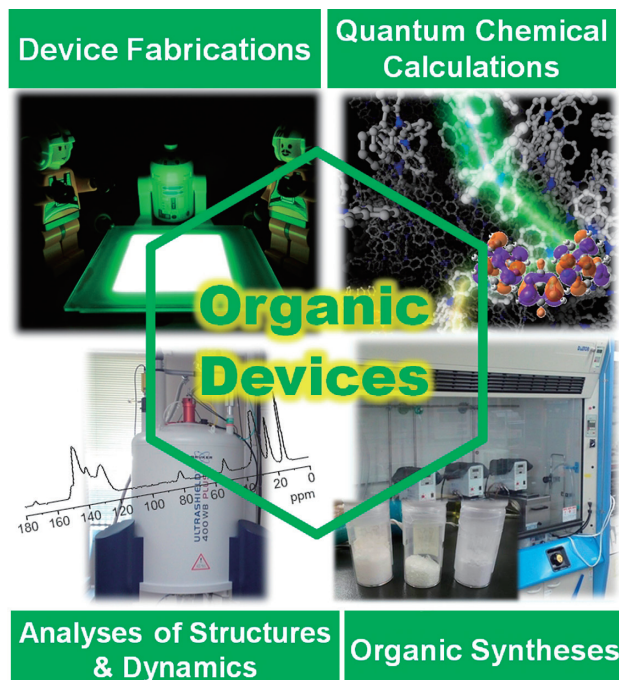 Device Fabrications
Quantum Chemical
Calculations
Organic
Devices
180
160
140
120
100
80
60
20
0
ppm
ULTRASHIELD
400WB PLUS
Analyses of Structures
& Dynamics
Organic Syntheses